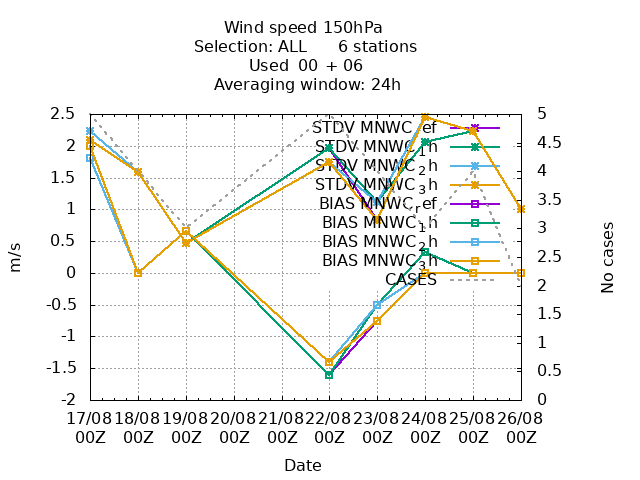 Wind speed 150hPa
Selection: ALL 6 stations
Used 00 + 06
Averaging window: 24h
2.5
2
1.5
1
0.5
0
-0.5
-1
-1.5
-2
m/s
5
4.5
4
3.5
3
2.5
2
1.5
1
0.5
0
No cases
STDV MNWC_ref
STDV MNWC_1h
STDV MNWC_2h
STDV MNWC_3h
BIAS MNWC_ref
BIAS MNWC_1h
BIAS MNWC_2h
BIAS MNWC_3h
CASES
17/08 18/08 19/08 20/08 21/08 22/08 23/08 24/08 25/08 26/08
00Z 00Z 00Z 00Z 00Z 00Z 00Z 00Z 00Z 00Z
Date